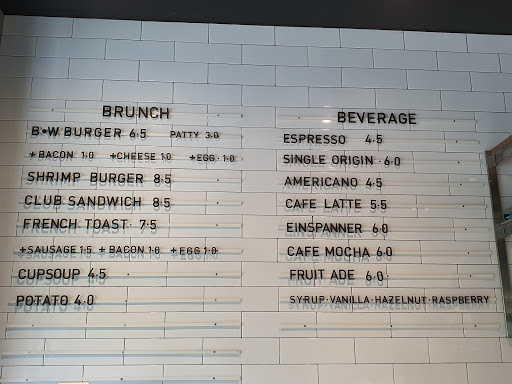 BRUNCH
B•W BURGER 6.5 PATTY 3.0
+BACON 1.0 +CHEESE 1.0 +EGG · 1.0
SHRIMP BURGER 8.5
CLUB SANDWICH 8.5
FRENCH TOAST · 7.5
+SAUSAGE 1.5 + BACON 1.0 + EGG 1.0
CUPSOUP 4.5
POTATO 4.0
BEVERAGE
ESPRESSO 4.5
SINGLE ORIGIN · 6.0
AMERICANO 4.5
CAFE LATTE 5.5
EINSPANNER 6.0
CAFE MOCHA 6.0
FRUIT ADE 6.0
SYRUP·VANILLA·HAZELNUT·RASPBERRY